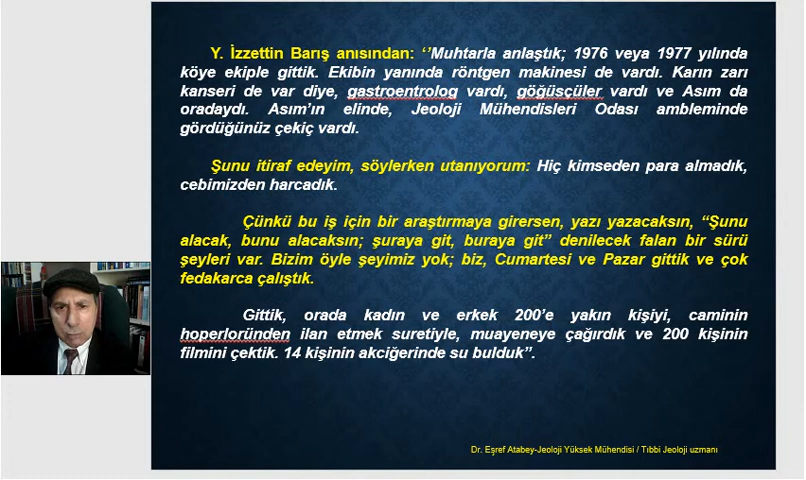 Y. İzzettin Barış anısından: ‘’Muhtarla anlaştık; 1976 veya 1977 yılında
köye ekiple gittik. Ekibin yanında röntgen makinesi de vardı. Karın zarı
kanseri de var diye, gastroentrolog vardı, göğüsçüler vardı ve Asım da
oradaydı. Asım’ın elinde, Jeoloji Mühendisleri Odası ambleminde
gördüğünüz çekiç vardı.
Şunu itiraf edeyim, söylerken utanıyorum: Hiç kimseden para almadık,
cebimizden harcadık.
Çünkü bu iş için bir araştırmaya girersen, yazı yazacaksın, “Şunu
alacak, bunu alacaksın; şuraya git, buraya git” denilecek falan bir sürü
şeyleri var. Bizim öyle şeyimiz yok; biz, Cumartesi ve Pazar gittik ve çok
fedakarca çalıştık.
Gittik, orada kadın ve erkek 200’e yakın kişiyi, caminin
hoperloründen ilan etmek suretiyle, muayeneye çağırdık ve 200 kişinin
filmini çektik. 14 kişinin akciğerinde su bulduk”.
Dr. Eşref Atabey-Jeoloji Yüksek Mühendisi / Tıbbi Jeoloji uzmanı